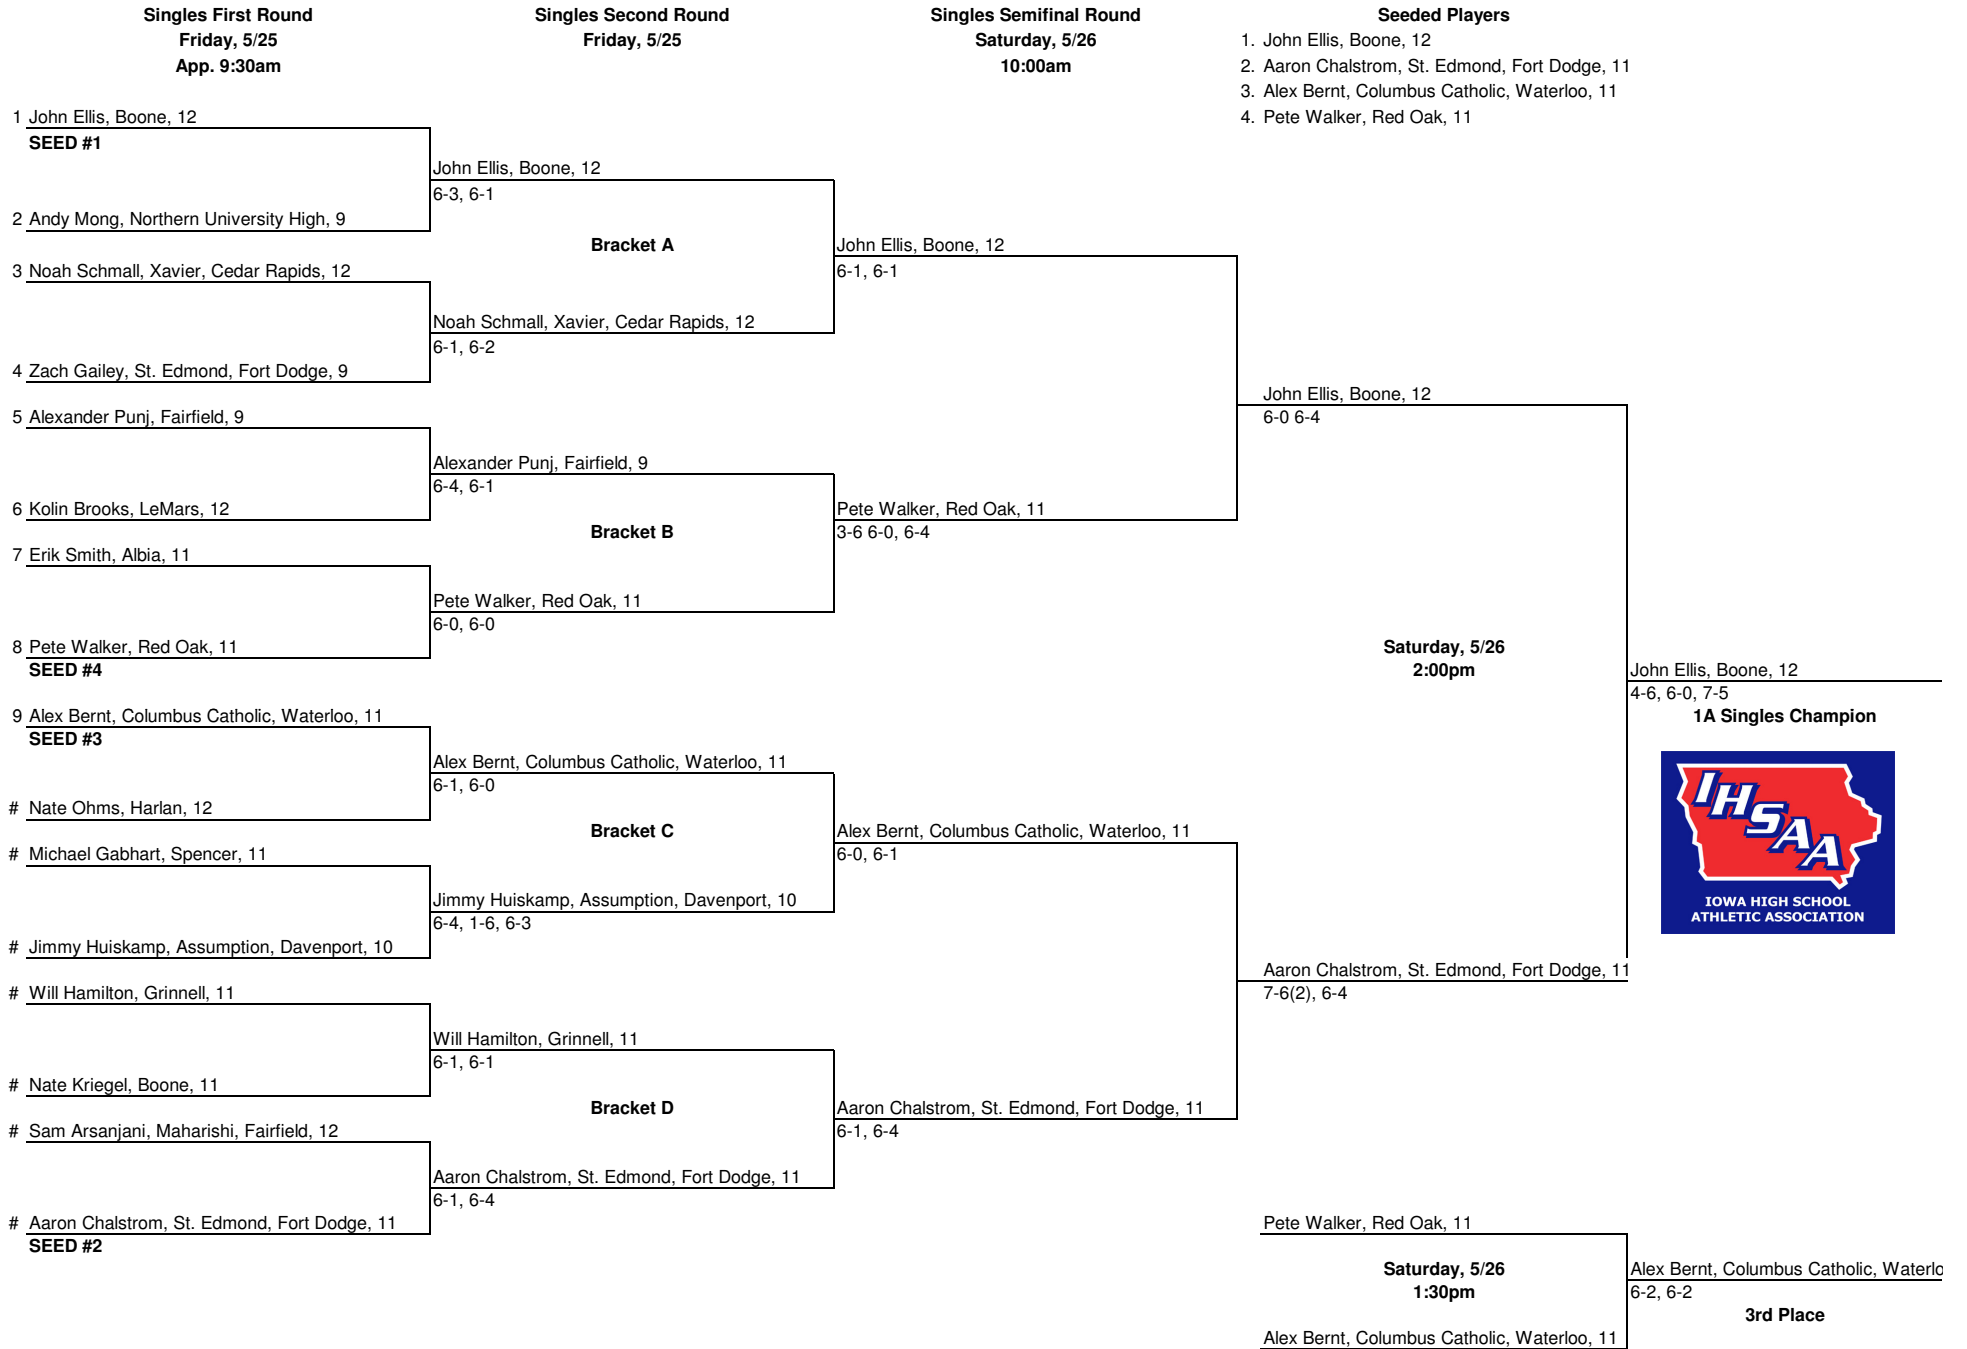 Singles First Round
Friday, 5/25
App. 9:30am
Singles Second Round
Friday, 5/25
Singles Semifinal Round
Saturday, 5/26
10:00am
Seeded Players
1. John Ellis, Boone, 12
2. Aaron Chalstrom, St. Edmond, Fort Dodge, 11
3. Alex Bernt, Columbus Catholic, Waterloo, 11
4. Pete Walker, Red Oak, 11
1 John Ellis, Boone, 12
SEED #1
2 Andy Mong, Northern University High, 9
3 Noah Schmall, Xavier, Cedar Rapids, 12
4 Zach Gailey, St. Edmond, Fort Dodge, 9
5 Alexander Punj, Fairfield, 9
6 Kolin Brooks, LeMars, 12
7 Erik Smith, Albia, 11
8 Pete Walker, Red Oak, 11
SEED #4
9 Alex Bernt, Columbus Catholic, Waterloo, 11
SEED #3
# Nate Ohms, Harlan, 12
# Michael Gabhart, Spencer, 11
# Jimmy Huiskamp, Assumption, Davenport, 10
# Will Hamilton, Grinnell, 11
# Nate Kriegel, Boone, 11
# Sam Arsanjani, Maharishi, Fairfield, 12
# Aaron Chalstrom, St. Edmond, Fort Dodge, 11
SEED #2
John Ellis, Boone, 12
6-3, 6-1
Bracket A
Noah Schmall, Xavier, Cedar Rapids, 12
6-1, 6-2
Alexander Punj, Fairfield, 9
6-4, 6-1
Bracket B
Pete Walker, Red Oak, 11
6-0, 6-0
Alex Bernt, Columbus Catholic, Waterloo, 11
6-1, 6-0
Bracket C
Jimmy Huiskamp, Assumption, Davenport, 10
6-4, 1-6, 6-3
Will Hamilton, Grinnell, 11
6-1, 6-1
Bracket D
Aaron Chalstrom, St. Edmond, Fort Dodge, 11
6-1, 6-4
John Ellis, Boone, 12
6-1, 6-1
Pete Walker, Red Oak, 11
3-6 6-0, 6-4
Alex Bernt, Columbus Catholic, Waterloo, 11
6-0, 6-1
Aaron Chalstrom, St. Edmond, Fort Dodge, 11
6-1, 6-4
John Ellis, Boone, 12
6-0 6-4
Saturday, 5/26
2:00pm
Aaron Chalstrom, St. Edmond, Fort Dodge, 11
7-6(2), 6-4
John Ellis, Boone, 12
4-6, 6-0, 7-5
1A Singles Champion
IHSAA
IOWA HIGH SCHOOL
ATHLETIC ASSOCIATION
Pete Walker, Red Oak, 11
Saturday, 5/26
1:30pm
Alex Bernt, Columbus Catholic, Waterloo, 11
Alex Bernt, Columbus Catholic, Waterlo
6-2, 6-2
3rd Place